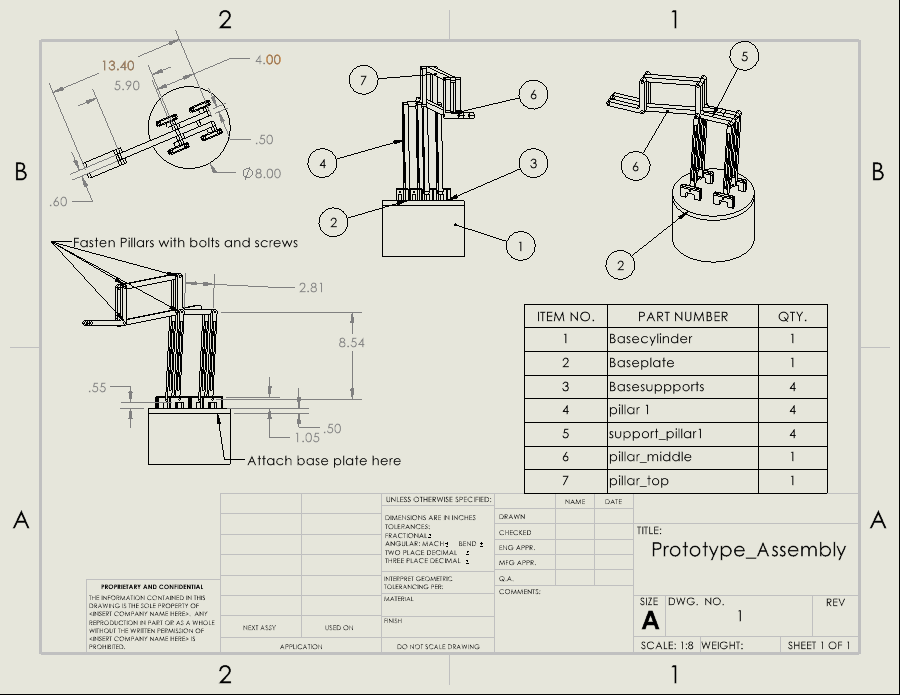 2
1
B
B
A
A
2
1
13.40
5.90
4.00
.50
Ø8.00
.60
7
6
4
3
2
1
5
6
2
Fasten Pillars with bolts and screws
2.81
8.54
.55
.50
1.05
Attach base plate here
ITEM NO. PART NUMBER QTY.
1 Basecylinder 1
2 Baseplate 1
3 Basesuppports 4
4 pillar 1 4
5 support_pillar1 4
6 pillar_middle 1
7 pillar_top 1
PROPRIETARY AND CONFIDENTIAL
THE INFORMATION CONTAINED IN THIS
DRAWING IS THE SOLE PROPERTY OF
<INSERT COMPANY NAME HERE>. ANY
REPRODUCTION IN PART OR AS A WHOLE
WITHOUT THE WRITTEN PERMISSION OF
<INSERT COMPANY NAME HERE> IS
PROHIBITED.
NEXT ASSY USED ON
APPLICATION
UNLESS OTHERWISE SPECIFIED:
DIMENSIONS ARE IN INCHES
TOLERANCES:
FRACTIONAL±
ANGULAR: MACH± BEND ±
TWO PLACE DECIMAL ±
THREE PLACE DECIMAL ±
INTERPRET GEOMETRIC
TOLERANCING PER:
MATERIAL
FINISH
DO NOT SCALE DRAWING
NAME DATE
DRAWN
CHECKED
ENG APPR.
MFG APPR.
Q.A.
COMMENTS:
TITLE:
Prototype_Assembly
SIZE DWG. NO. REV
A 1
SCALE: 1:8 WEIGHT: SHEET 1 OF 1